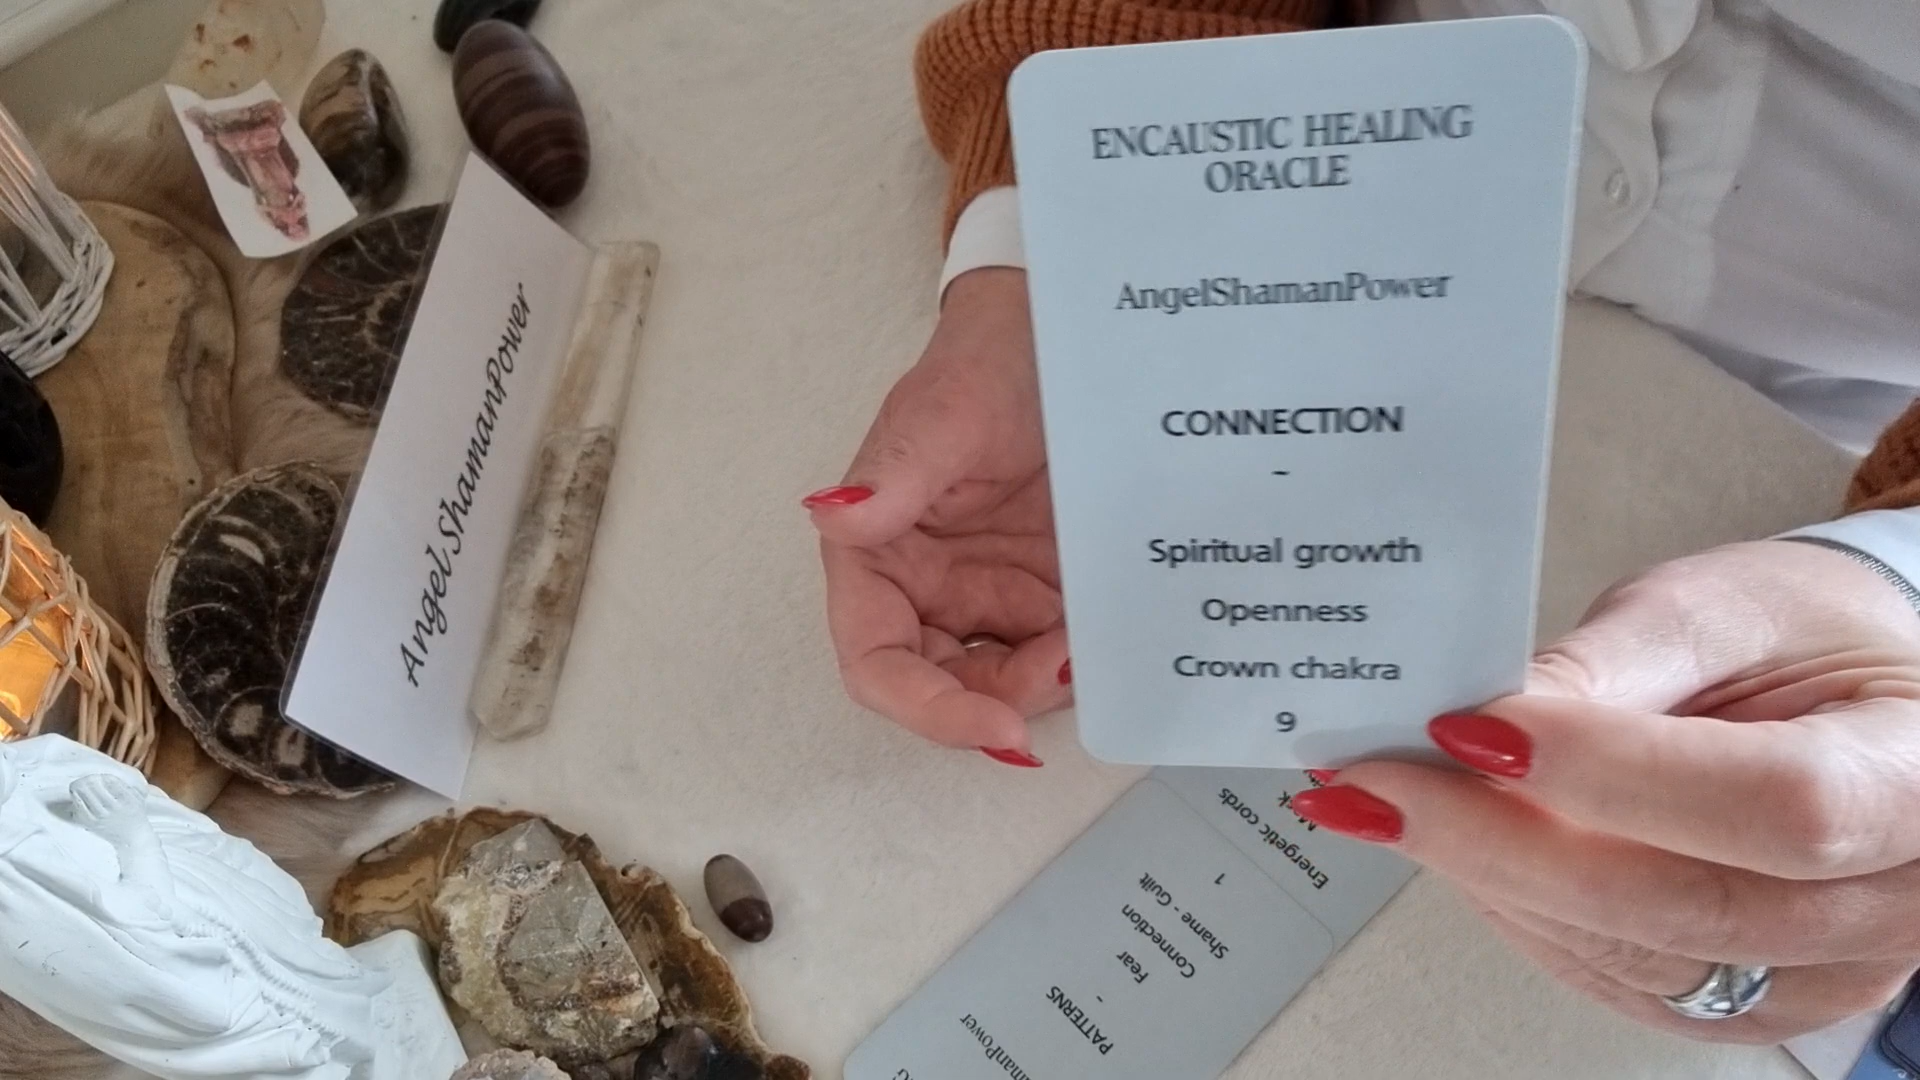 ENCAUSTIC HEALING
ORACLE
AngelShamanPower
CONNECTION
~
Spiritual growth
Openness
Crown chakra
9
AngelShamanPower
PATTERNS
~
Fear
Connection
Shame - Guilt
1
Energetic cords